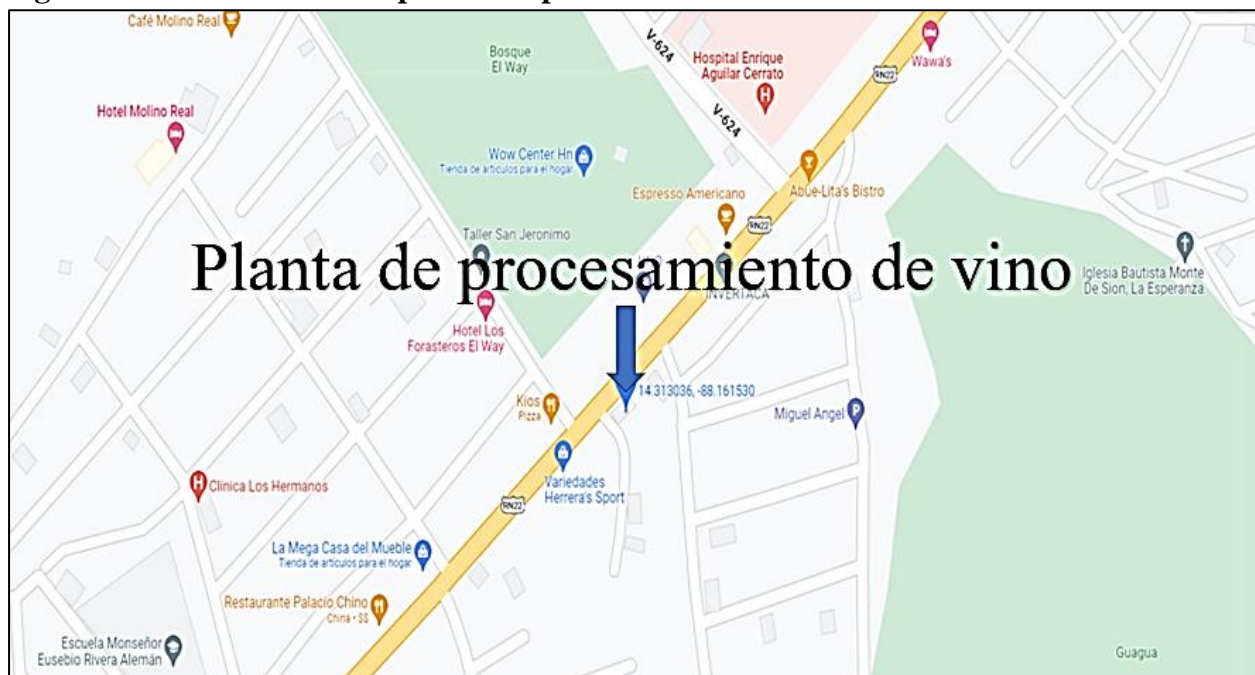 Café Molino Real
Bosque
El Way
V-624
Hospital Enrique
Aguilar Cerrato
RN22
Wawa's
Hotel Molino Real
V-624
Wow Center Hn
Tienda de artículos para el hogar
Espresso Americano
Abue-Lita's Bistro
RN22
Taller San Jeronimo
Planta de procesamiento de vino
INVERTACA
Iglesia Bautista Monte
De Sion, La Esperanza
Hotel Los
Forasteros El Way
14.313036, -88.161530
Kios
Pizza
Miguel Angel
Clínica Los Hermanos
Variedades
Herrera's Sport
RN22
La Mega Casa del Mueble
Tienda de artículos para el hogar
Restaurante Palacio Chino
China · $$
Escuela Monseñor
Eusebio Rivera Alemán
Guagua